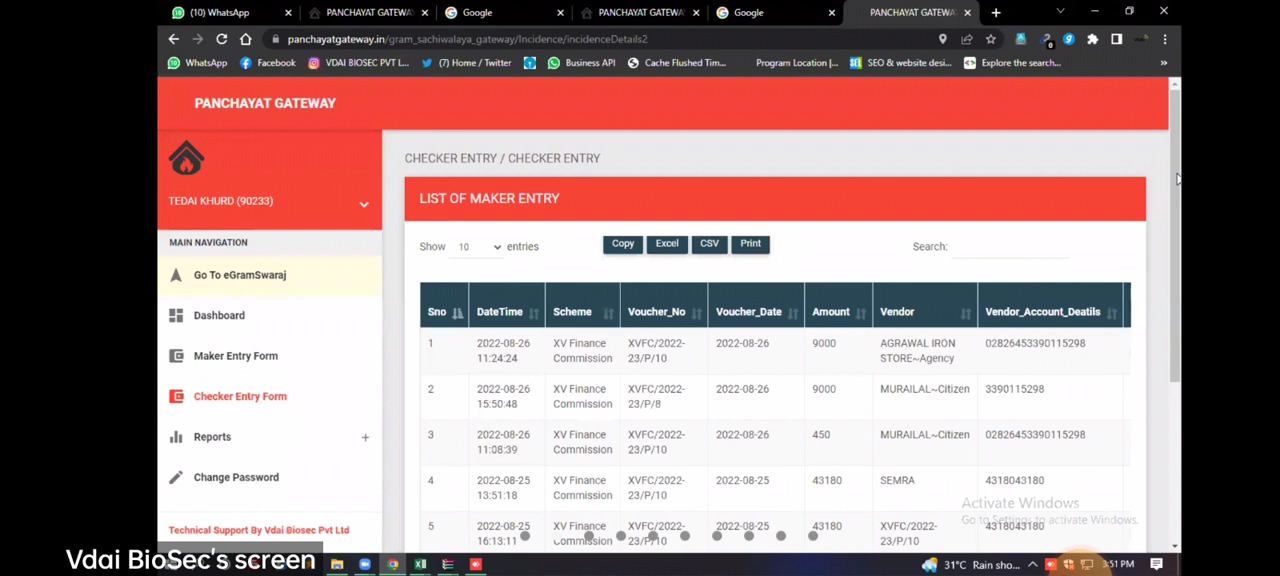 (10) WhatsApp
PANCHAYAT GATEWA
Google
PANCHAYAT GATEWA
Google
PANCHAYAT GATEWA
panchayatgateway.in/gram_sachiwalaya_gateway/Incidence/incidenceDetails2
WhatsApp
Facebook
VDAI BIOSEC PVT L...
(7) Home / Twitter
Business API
Cache Flushed Tim...
Program Location |...
SEO & website desi...
Explore the search...
»
PANCHAYAT GATEWAY
TEDAI KHURD (90233)
MAIN NAVIGATION
Go To eGramSwaraj
Dashboard
Maker Entry Form
Checker Entry Form
Reports +
Change Password
Technical Support By Vdai Biosec Pvt Ltd
CHECKER ENTRY / CHECKER ENTRY
LIST OF MAKER ENTRY
Show 10 entries
Copy Excel CSV Print
Search:
Sno DateTime Scheme Voucher_No Voucher_Date Amount Vendor Vendor_Account_Deatils
1 2022-08-26 XV Finance XVFC/2022- 2022-08-26 9000 AGRAWAL IRON 02826453390115298
11:24:24 Commission 23/P/10 STORE~Agency
2 2022-08-26 XV Finance XVFC/2022- 2022-08-26 9000 MURAILAL~Citizen 3390115298
15:50:48 Commission 23/P/8
3 2022-08-26 XV Finance XVFC/2022- 2022-08-26 450 MURAILAL~Citizen 02826453390115298
11:08:39 Commission 23/P/10
4 2022-08-25 XV Finance XVFC/2022- 2022-08-25 43180 SEMRA 4318043180
13:51:18 Commission 23/P/10
5 2022-08-25 XV Finance XVFC/2022- 2022-08-25 43180 XVFC/2022- 4318043180
16:13:11 Commission 23/P/10 23/P/10
Activate Windows
Go to Settings to activate Windows.
Vdai BioSec's screen
31°C Rain sho...
3:51 PM